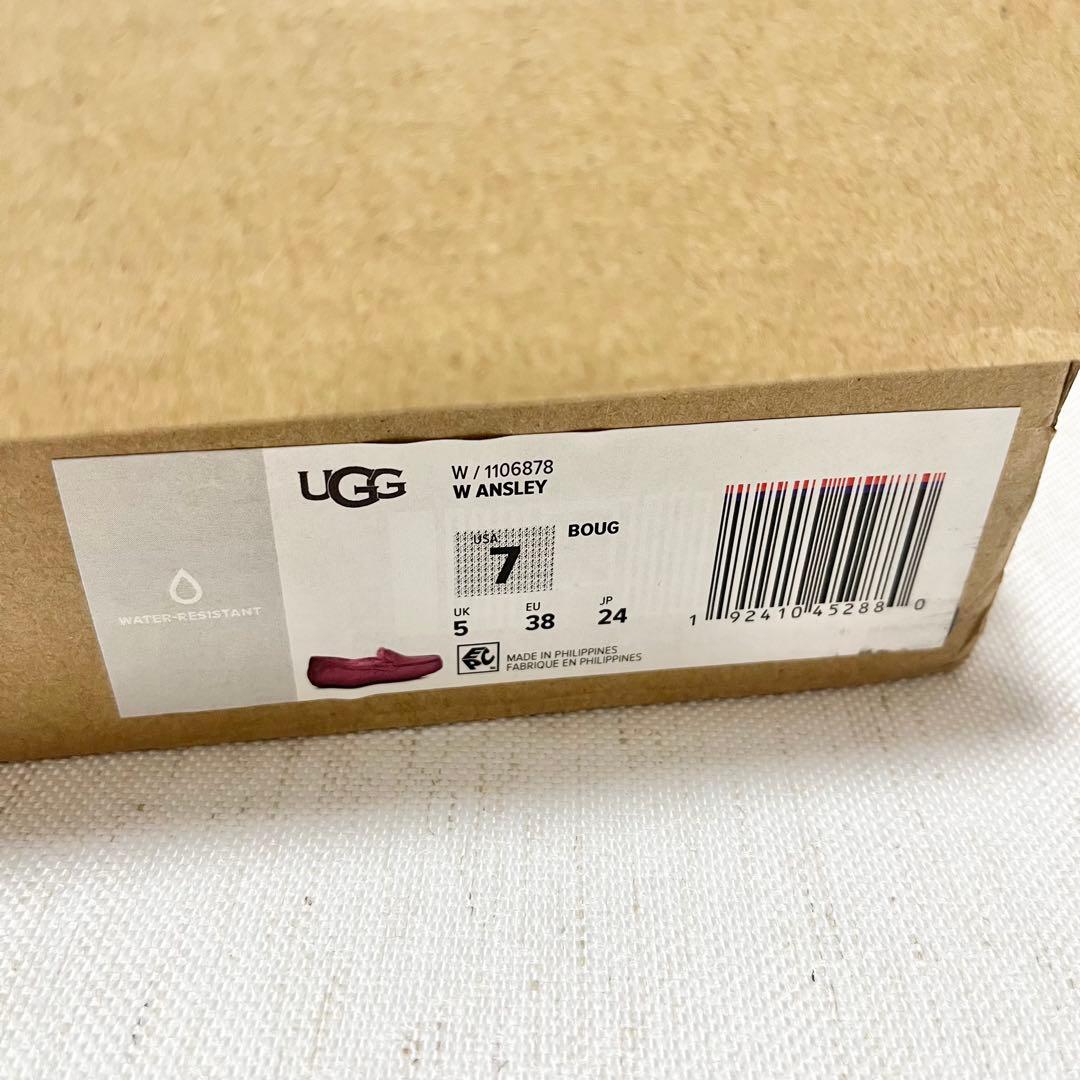 WATER-RESISTANT
UGG
W / 1106878
W ANSLEY
USA
7
BOUG
UK
5
EU
38
JP
24
MADE IN PHILIPPINES
FABRIQUE EN PHILIPPINES
1 92410 45288 0